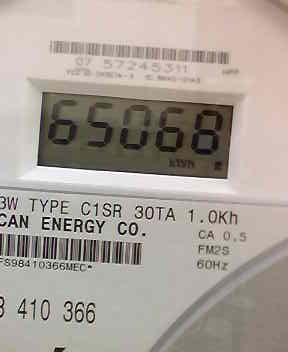 07 57245311
65068
kWh
3W TYPE C1SR 30TA 1.0Kh
CAN ENERGY CO.
CA 0.5
FM2S
60Hz
FS98410366MEC*
8 410 366